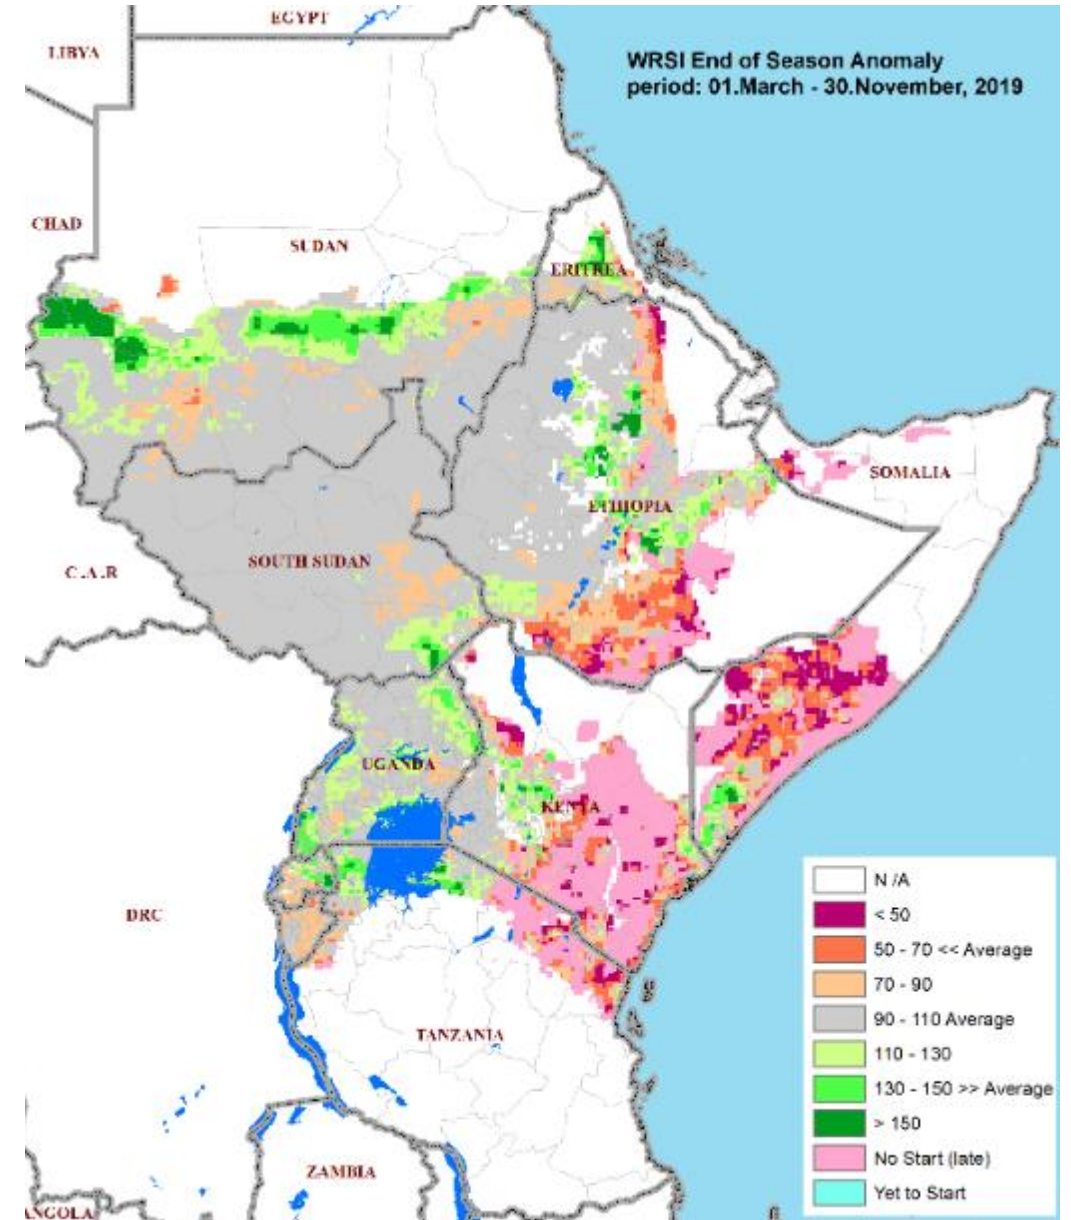 EGYPT
LIBYA
WRSI End of Season Anomaly
period: 01.March - 30.November, 2019
CHAD
SUDAN
ERITREA
SOMALIA
ETHIOPIA
SOUTH SUDAN
C.A.R
UGANDA
KENYA
DRC
TANZANIA
ZAMBIA
ANGOLA
N /A
< 50
50 - 70 << Average
70 - 90
90 - 110 Average
110 - 130
130 - 150 >> Average
> 150
No Start (late)
Yet to Start